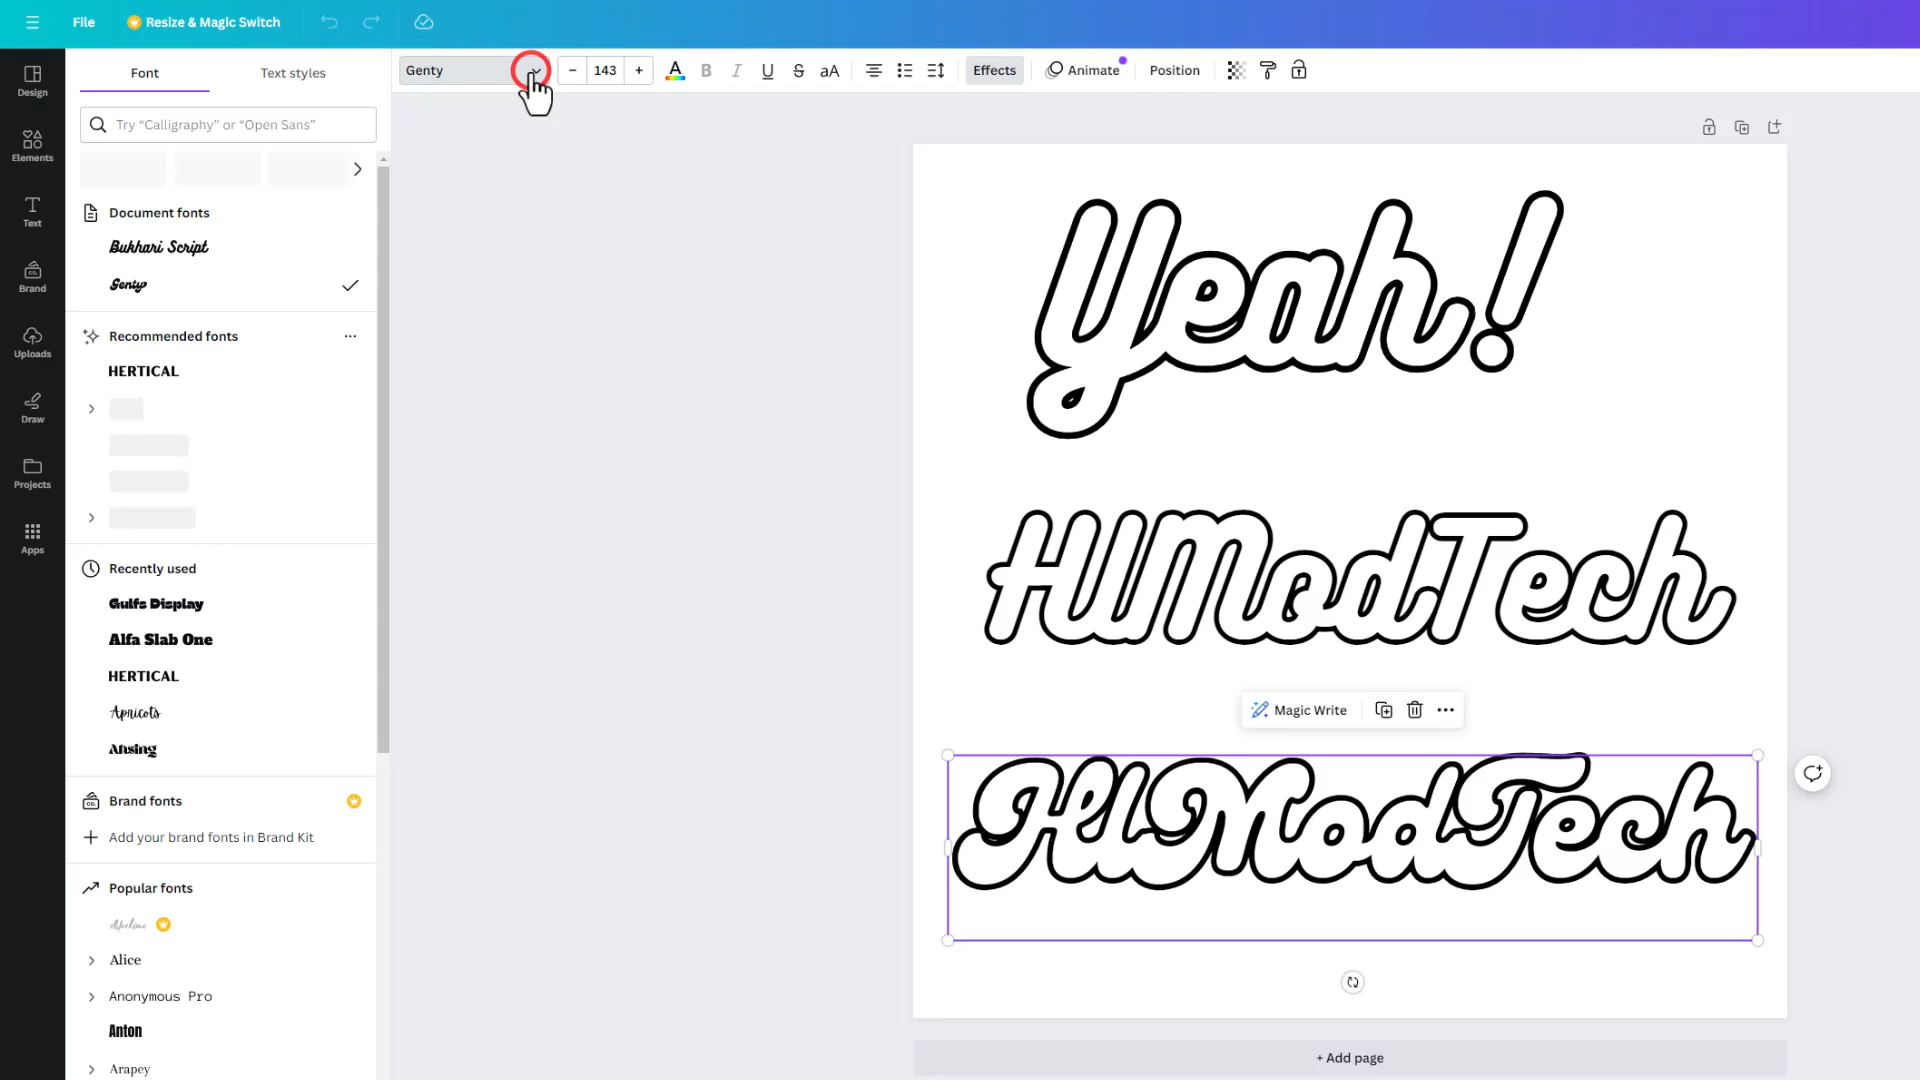 File
Resize & Magic Switch
Design
Elements
Text
Brand
Uploads
Draw
Projects
Apps
Font
Text styles
Try “Calligraphy” or “Open Sans”
Document fonts
Bukhari Script
Genty
Recommended fonts
HERTICAL
Recently used
Gulfs Display
Alfa Slab One
HERTICAL
Apricots
Ansing
Brand fonts
Add your brand fonts in Brand Kit
Popular fonts
Alice
Anonymous Pro
Anton
Arapey
Genty
143
A B I U S aA
Effects
Animate
Position
Yeah!
HIModTech
Magic Write
HIModTech
+ Add page